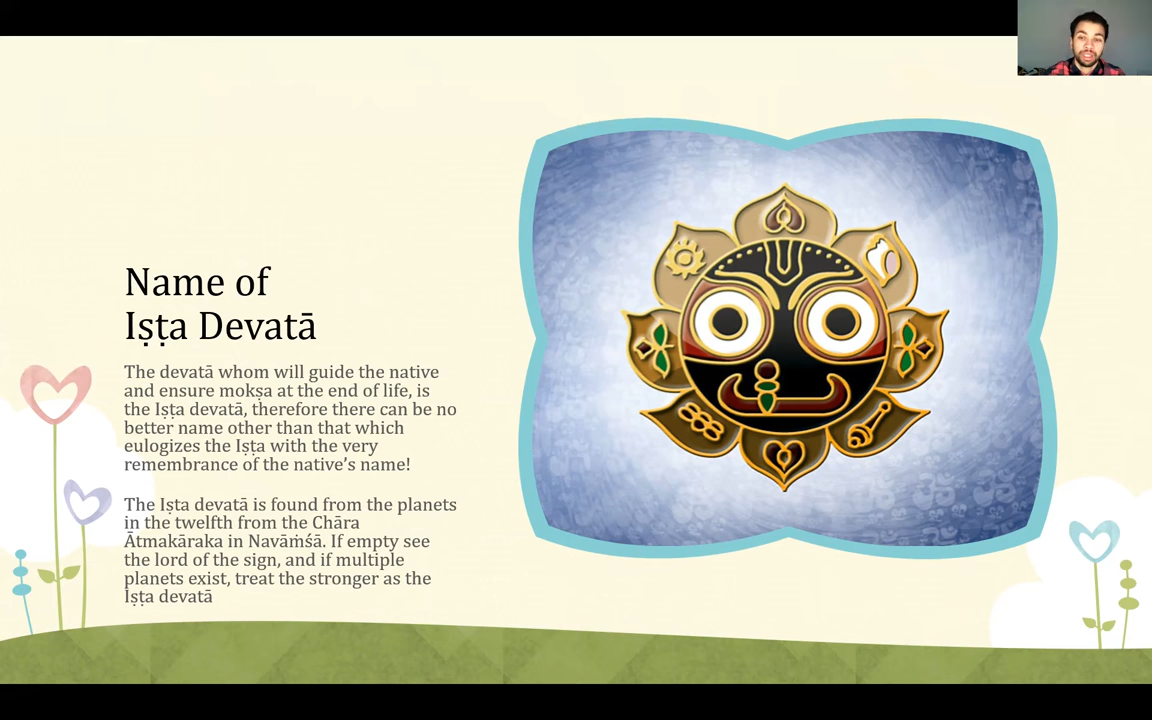 Name of
Iṣṭa Devatā
The devatā whom will guide the native
and ensure mokṣa at the end of life, is
the Iṣṭa devatā, therefore there can be no
better name other than that which
eulogizes the Iṣṭa with the very
remembrance of the native’s name!
The Iṣṭa devatā is found from the planets
in the twelfth from the Chāra
Ātmakāraka in Navāṁśā. If empty see
the lord of the sign, and if multiple
planets exist, treat the stronger as the
Iṣṭa devatā